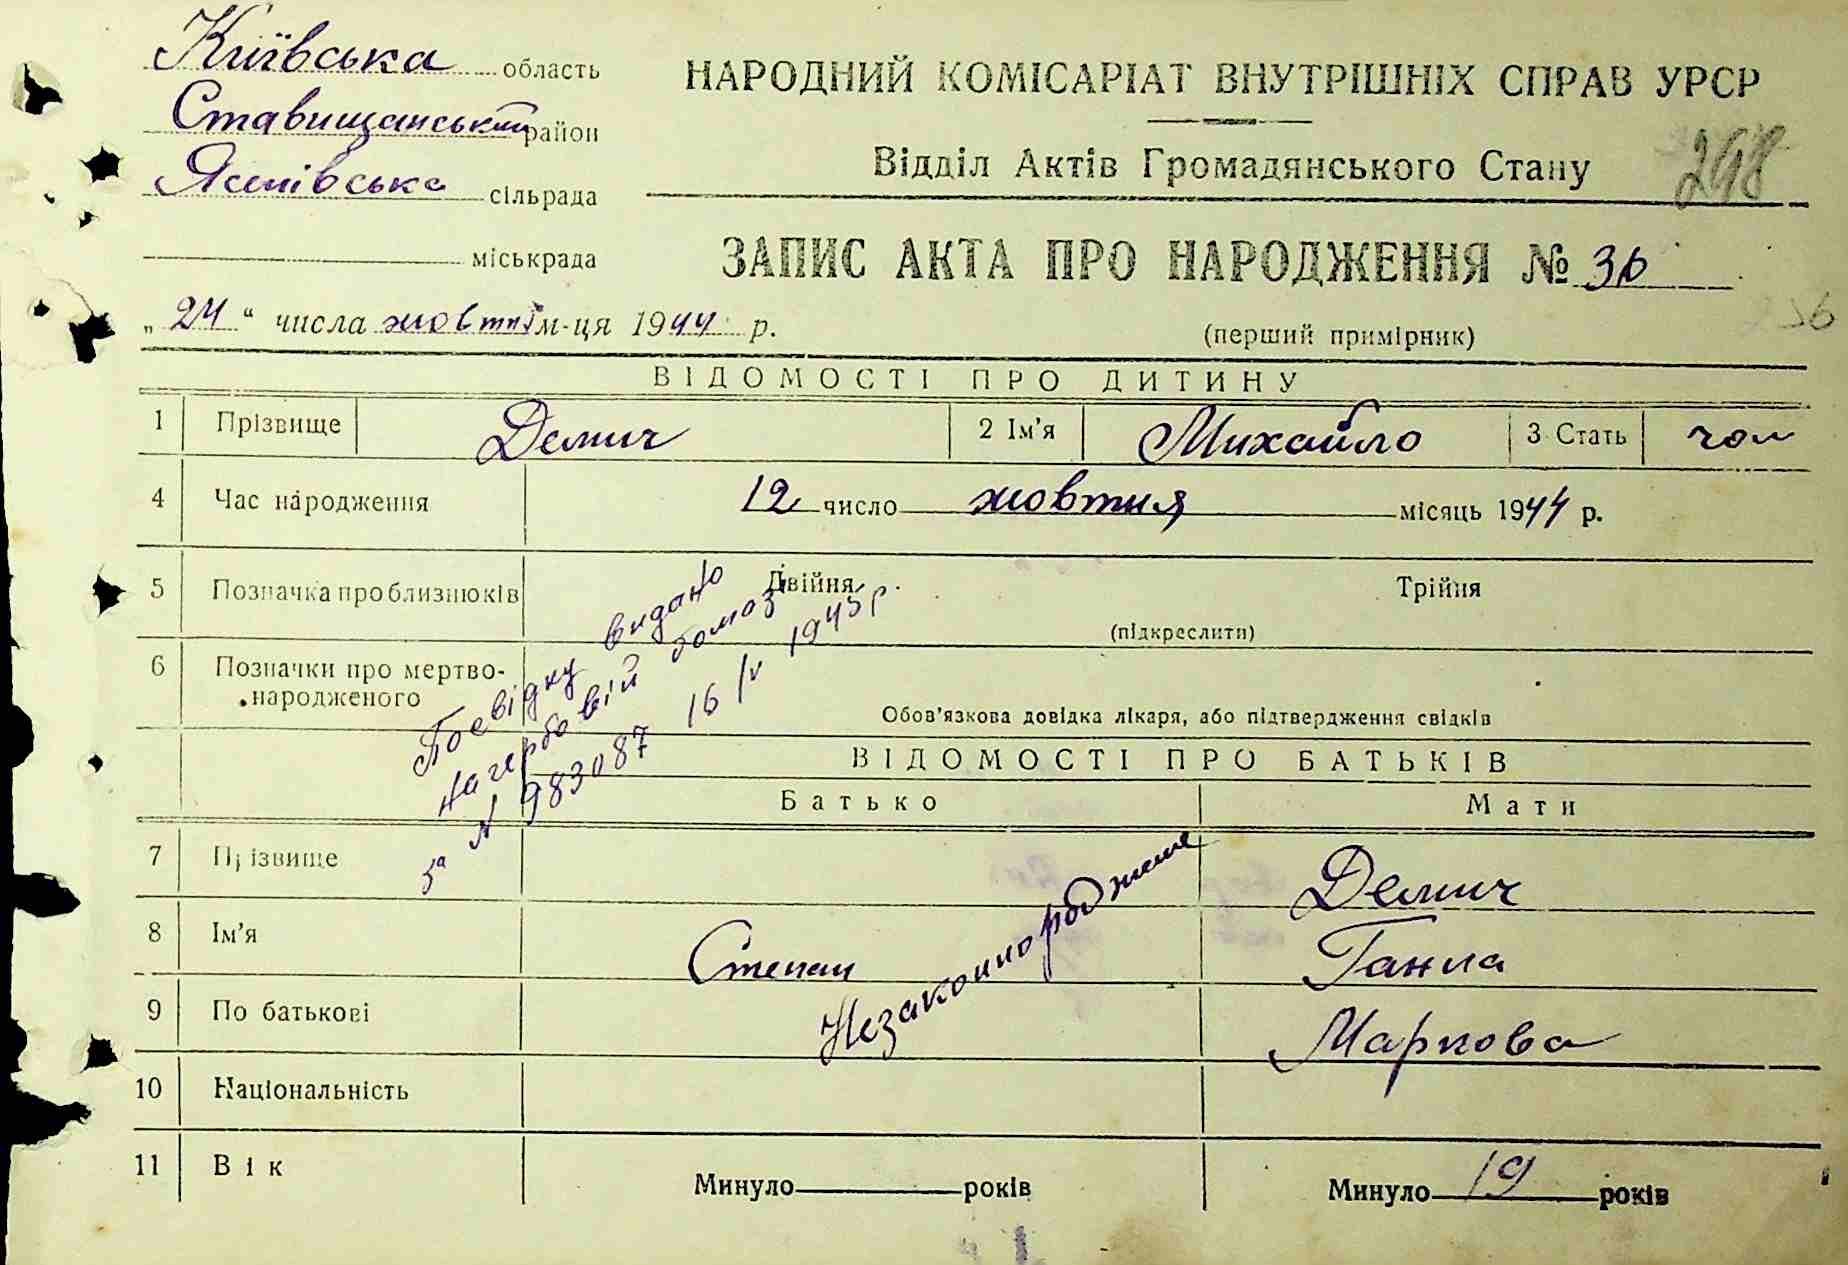 Київська область
Ставищанський район
Ясенівська сільрада
міськрада
„24“ числа жовтня м-ця 1944 р.
НАРОДНИЙ КОМІСАРІАТ ВНУТРІШНІХ СПРАВ УРСР
Відділ Актів Громадянського Стану
298
ЗАПИС АКТА ПРО НАРОДЖЕННЯ № 36
(перший примірник)
ВІДОМОСТІ ПРО ДИТИНУ
1 Прізвище Демич 2 Ім’я Михайло 3 Стать чол
4 Час народження 12 число жовтня місяць 1944 р.
5 Позначка про близнюків Двійня Трійня
(підкреслити)
6 Позначки про мертво-
народженого
Обов’язкова довідка лікаря, або підтвердження свідків
Посвідку видано
на гербовій
за № 983087 16/V 1945 р.
ВІДОМОСТІ ПРО БАТЬКІВ
Батько Мати
7 Прізвище Демич
8 Ім’я Степан Ганна
Незаконнороджене
9 По батькові Маркова
10 Національність
11 Вік Минуло років Минуло 19 років